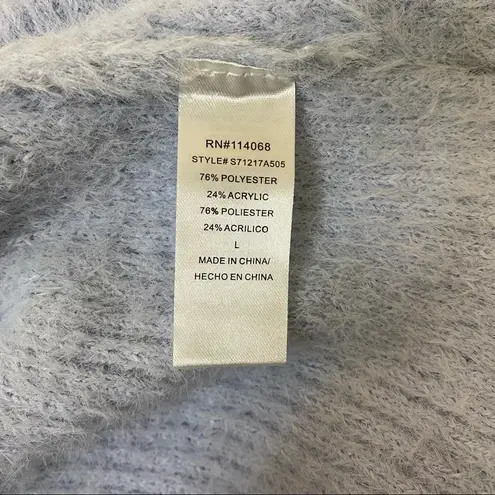 RN#114068
STYLE# S71217A505
76% POLYESTER
24% ACRYLIC
76% POLIESTER
24% ACRILICO
L
MADE IN CHINA/
HECHO EN CHINA